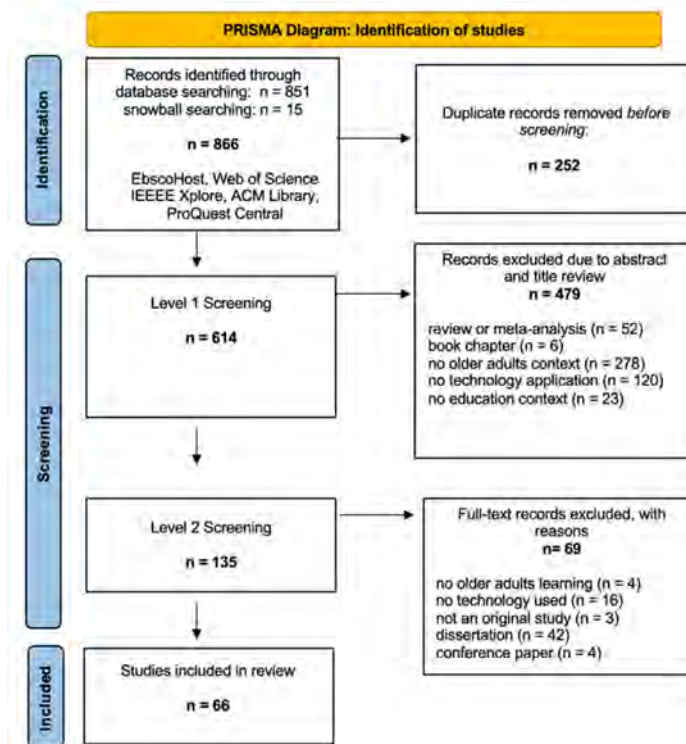 PRISMA Diagram: Identification of studies
Identification
Records identified through
database searching: n = 851
snowball searching: n = 15
n = 866
EbscoHost, Web of Science
IEEEE Xplore, ACM Library,
ProQuest Central
Duplicate records removed before
screening:
n = 252
Screening
Level 1 Screening
n = 614
Records excluded due to abstract
and title review
n = 479
review or meta-analysis (n = 52)
book chapter (n = 6)
no older adults context (n = 278)
no technology application (n = 120)
no education context (n = 23)
Level 2 Screening
n = 135
Full-text records excluded, with
reasons
n= 69
no older adults learning (n = 4)
no technology used (n = 16)
not an original study (n = 3)
dissertation (n = 42)
conference paper (n = 4)
Included
Studies included in review
n = 66